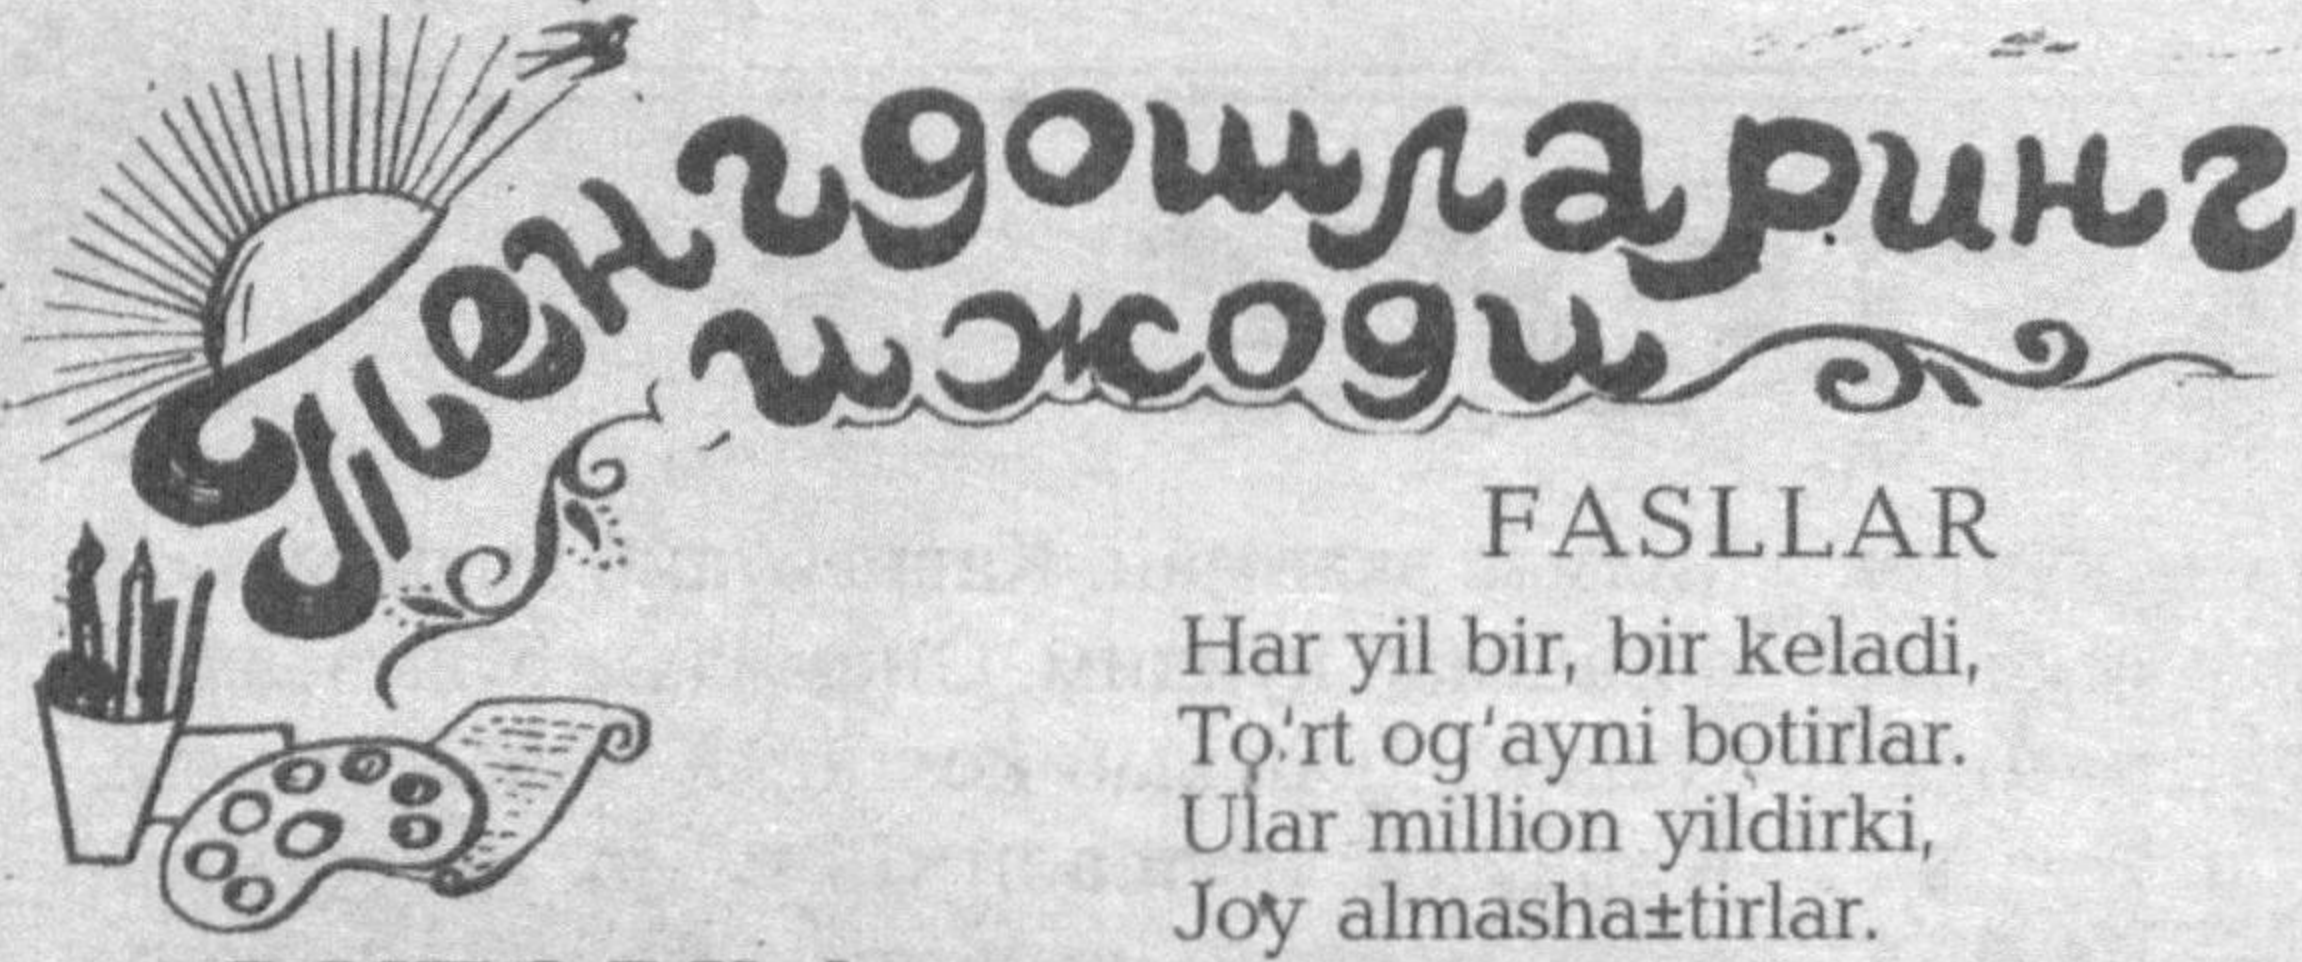 Тенгдошларинг
ижоди
FASLLAR
Har yil bir, bir keladi,
To'rt og'ayni botirlar.
Ular million yildirki,
Joy almasha±tirlar.